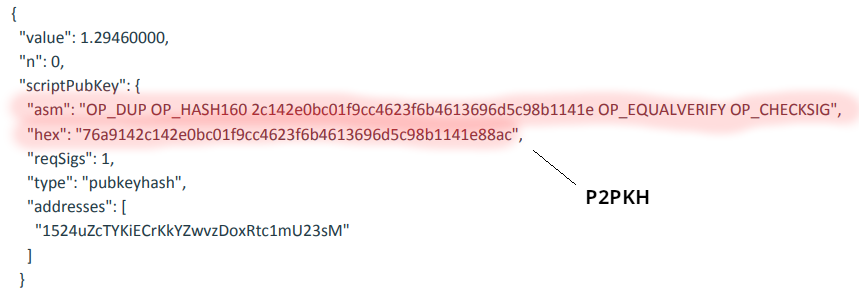 {
"value": 1.29460000,
"n": 0,
"scriptPubKey": {
"asm": "OP_DUP OP_HASH160 2c142e0bc01f9cc4623f6b4613696d5c98b1141e OP_EQUALVERIFY OP_CHECKSIG",
"hex": "76a9142c142e0bc01f9cc4623f6b4613696d5c98b1141e88ac",
"reqSigs": 1,
"type": "pubkeyhash",
P2PKH
"addresses": [
"1524uZcTYKiECrKkYZwvzDoxRtc1mU23sM"
]
}